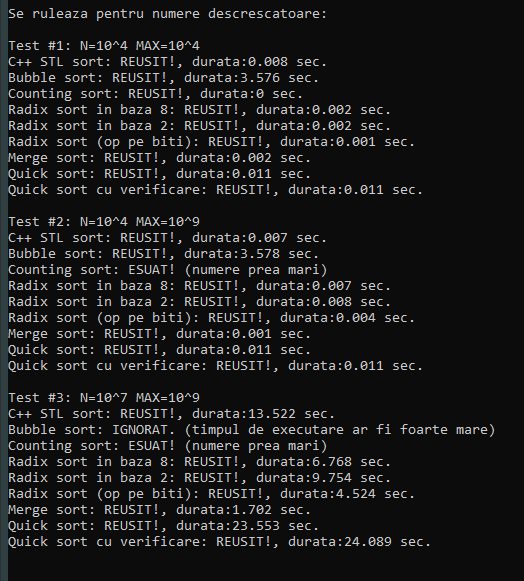 Se ruleaza pentru numere descrescatoare:
Test #1: N=10^4 MAX=10^4
C++ STL sort: REUSIT!, durata:0.008 sec.
Bubble sort: REUSIT!, durata:3.576 sec.
Counting sort: REUSIT!, durata:0 sec.
Radix sort in baza 8: REUSIT!, durata:0.002 sec.
Radix sort in baza 2: REUSIT!, durata:0.002 sec.
Radix sort (op pe biti): REUSIT!, durata:0.001 sec.
Merge sort: REUSIT!, durata:0.002 sec.
Quick sort: REUSIT!, durata:0.011 sec.
Quick sort cu verificare: REUSIT!, durata:0.011 sec.
Test #2: N=10^4 MAX=10^9
C++ STL sort: REUSIT!, durata:0.007 sec.
Bubble sort: REUSIT!, durata:3.578 sec.
Counting sort: ESUAT! (numere prea mari)
Radix sort in baza 8: REUSIT!, durata:0.007 sec.
Radix sort in baza 2: REUSIT!, durata:0.008 sec.
Radix sort (op pe biti): REUSIT!, durata:0.004 sec.
Merge sort: REUSIT!, durata:0.001 sec.
Quick sort: REUSIT!, durata:0.011 sec.
Quick sort cu verificare: REUSIT!, durata:0.011 sec.
Test #3: N=10^7 MAX=10^9
C++ STL sort: REUSIT!, durata:13.522 sec.
Bubble sort: IGNORAT. (timpul de executare ar fi foarte mare)
Counting sort: ESUAT! (numere prea mari)
Radix sort in baza 8: REUSIT!, durata:6.768 sec.
Radix sort in baza 2: REUSIT!, durata:9.754 sec.
Radix sort (op pe biti): REUSIT!, durata:4.524 sec.
Merge sort: REUSIT!, durata:1.702 sec.
Quick sort: REUSIT!, durata:23.553 sec.
Quick sort cu verificare: REUSIT!, durata:24.089 sec.